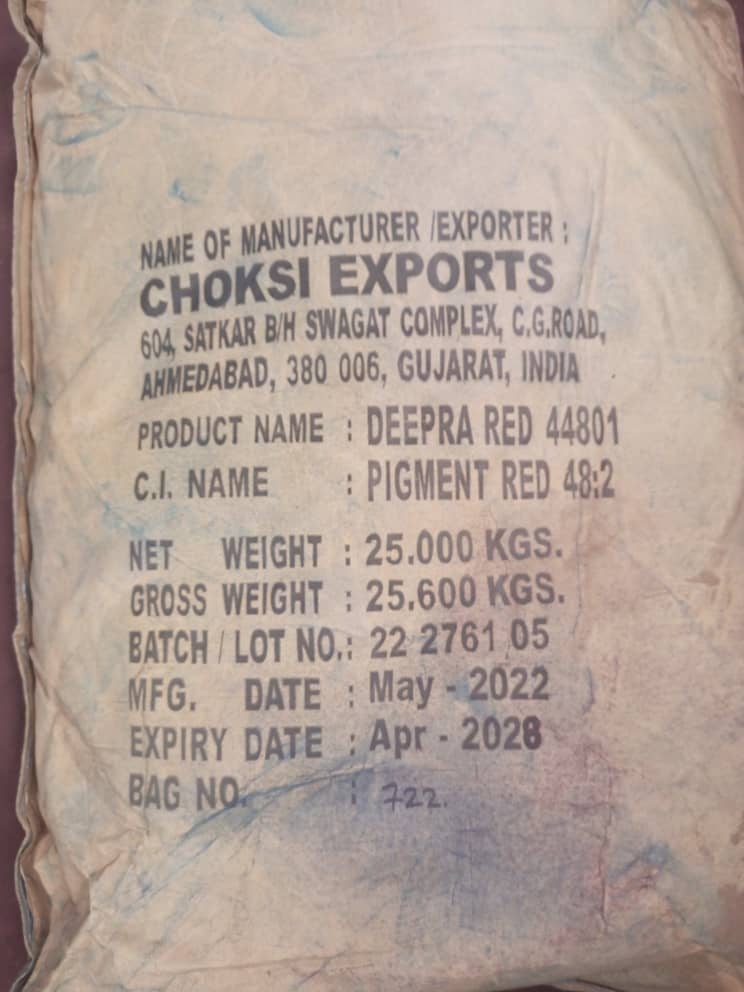 NAME OF MANUFACTURER /EXPORTER :
CHOKSI EXPORTS
604, SATKAR B/H SWAGAT COMPLEX, C.G.ROAD,
AHMEDABAD, 380 006, GUJARAT, INDIA
PRODUCT NAME : DEEPRA RED 44801
C.I. NAME : PIGMENT RED 48:2
NET WEIGHT : 25.000 KGS.
GROSS WEIGHT : 25.600 KGS.
BATCH / LOT NO.: 22 2761 05
MFG. DATE : May - 2022
EXPIRY DATE : Apr - 2028
BAG NO. : 722.